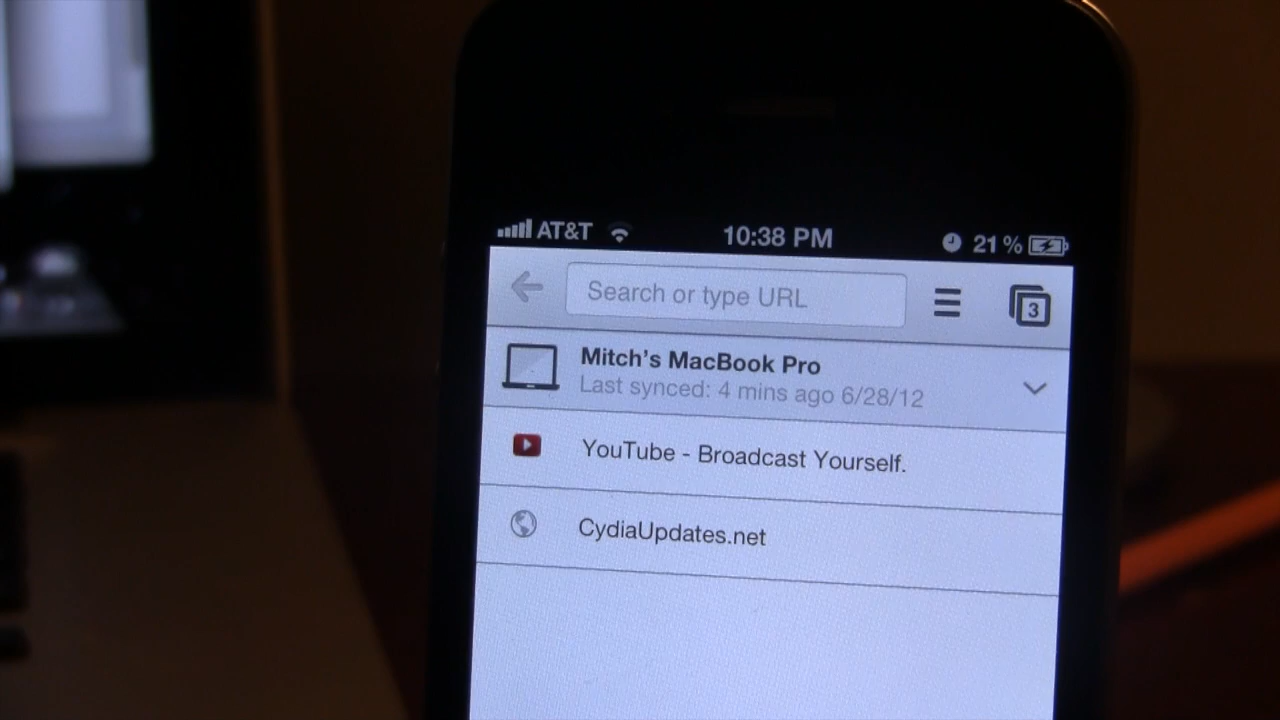 AT&T 10:38 PM 21 %
Search or type URL 3
Mitch's MacBook Pro
Last synced: 4 mins ago 6/28/12
YouTube - Broadcast Yourself.
CydiaUpdates.net